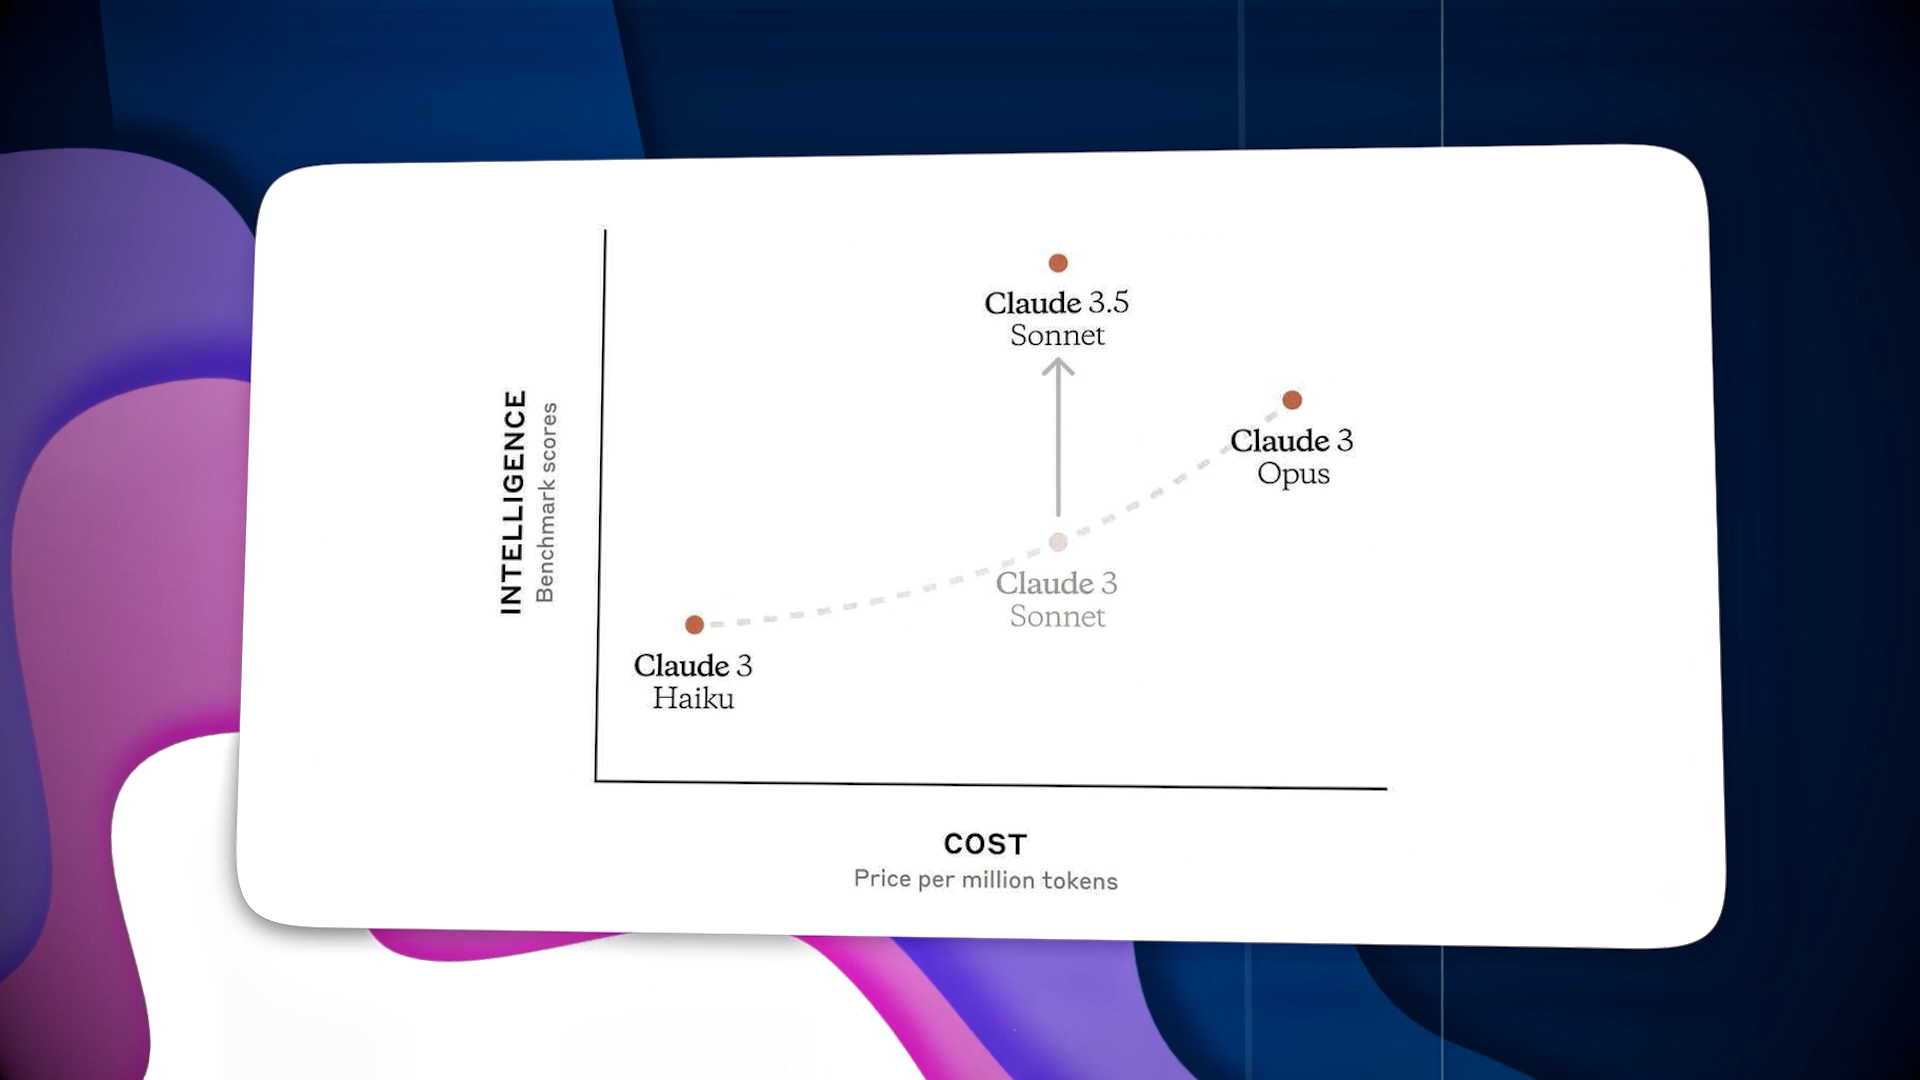 INTELLIGENCE
Benchmark scores
Claude 3.5
Sonnet
Claude 3
Opus
Claude 3
Sonnet
Claude 3
Haiku
COST
Price per million tokens